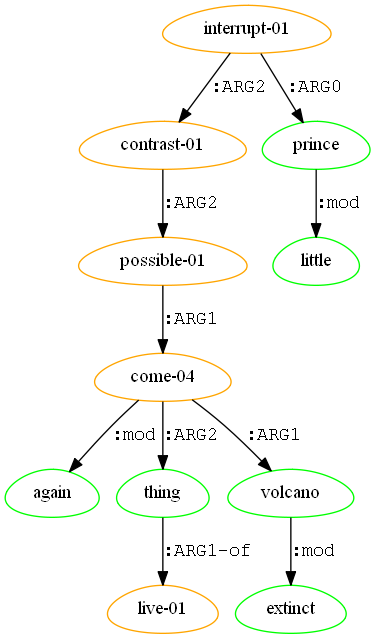 interrupt-01
:ARG2 :ARG0
contrast-01 prince
:ARG2 :mod
possible-01 little
:ARG1
come-04
:mod :ARG2 :ARG1
again thing volcano
:ARG1-of :mod
live-01 extinct